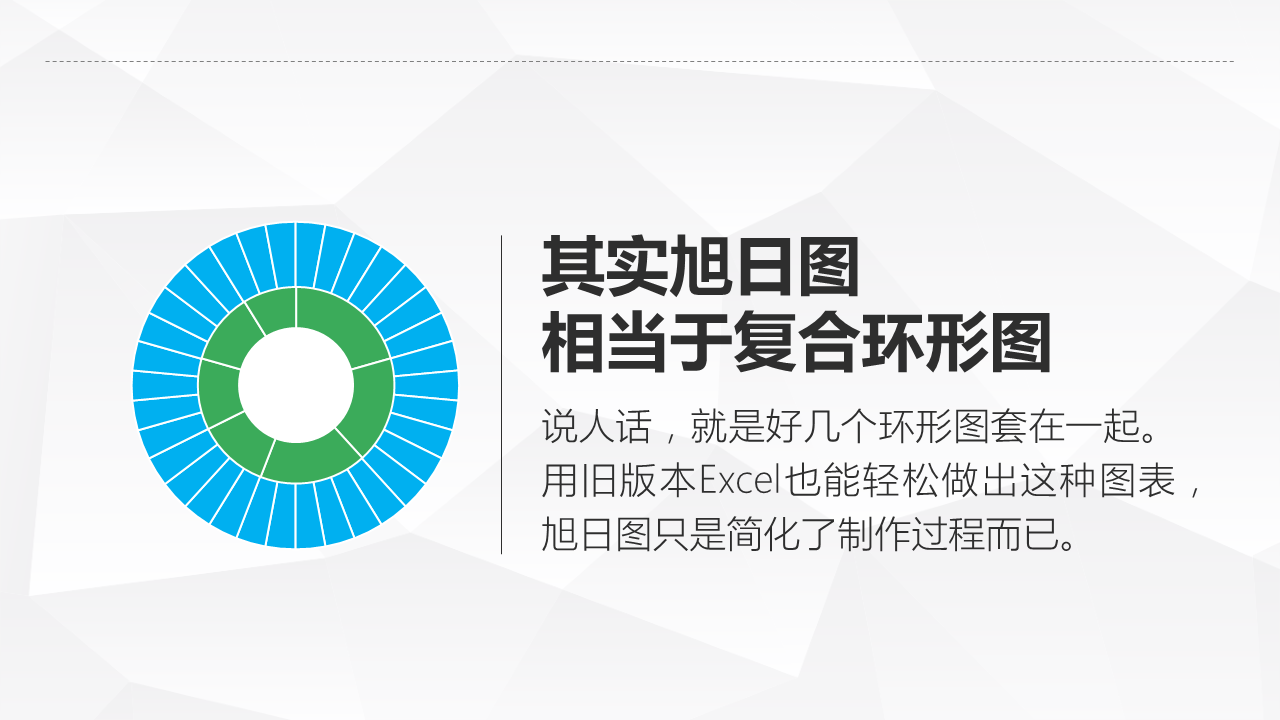 其实旭日图
相当于复合环形图
说人话，就是好几个环形图套在一起。
用旧版本Excel也能轻松做出这种图表，
旭日图只是简化了制作过程而已。